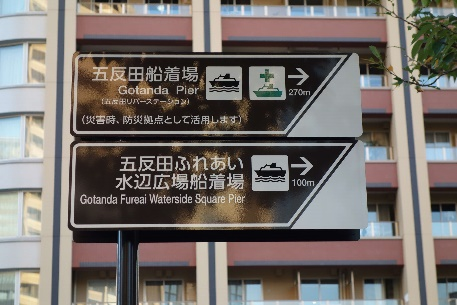 五反田船着場
Gotanda Pier
(五反田リバーステーション)
(災害時、防災拠点として活用します)
270m
五反田ふれあい
水辺広場船着場
Gotanda Fureai Waterside Square Pier
100m